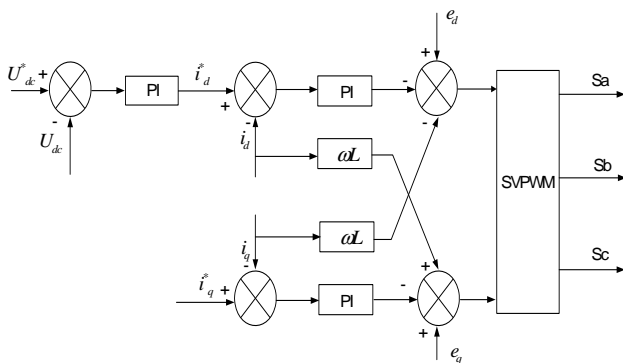 e_d
U*_dc + - U_dc
PI
i*_d
+ - i_d
PI
- + -
ωL
ωL
SVPWM
Sa
Sb
Sc
i_q
- +
i*_q
PI
- + +
e_q